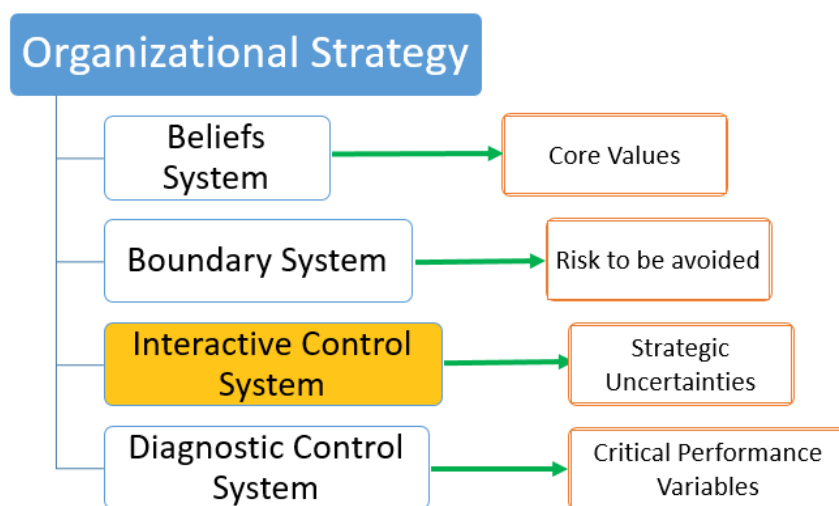 Organizational Strategy
Beliefs
System
Core Values
Boundary System
Risk to be avoided
Interactive Control
System
Strategic
Uncertainties
Diagnostic Control
System
Critical Performance
Variables